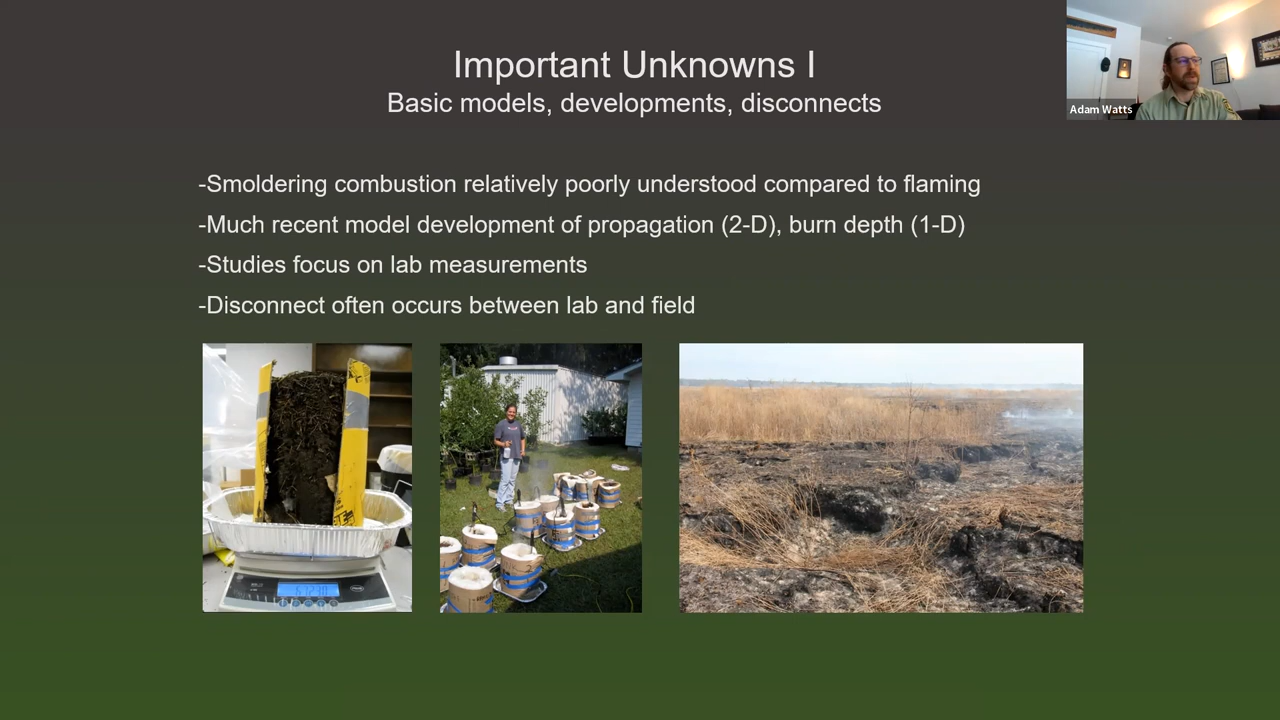 Important Unknowns I
Basic models, developments, disconnects
Adam Watts
-Smoldering combustion relatively poorly understood compared to flaming
-Much recent model development of propagation (2-D), burn depth (1-D)
-Studies focus on lab measurements
-Disconnect often occurs between lab and field